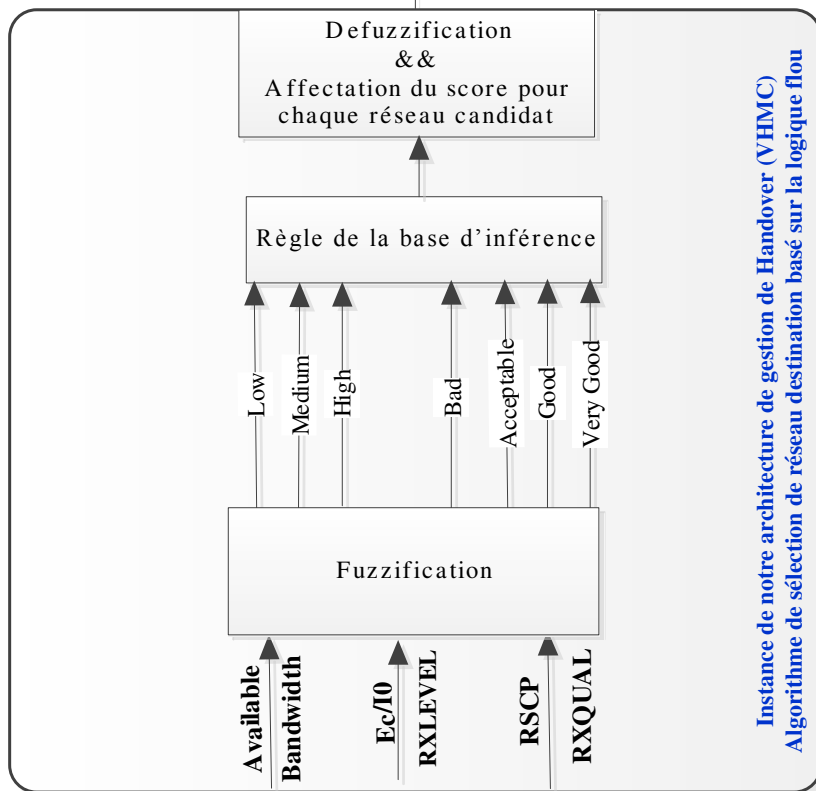 Defuzzification
&&
Affectation du score pour
chaque réseau candidat
Règle de la base d'inférence
Low
Medium
High
Bad
Acceptable
Good
Very Good
Fuzzification
Available
Bandwidth
Ec/I0
RXLEVEL
RSCP
RXQUAL
Instance de notre architecture de gestion de Handover (VHMC)
Algorithme de sélection de réseau destination basé sur la logique flou